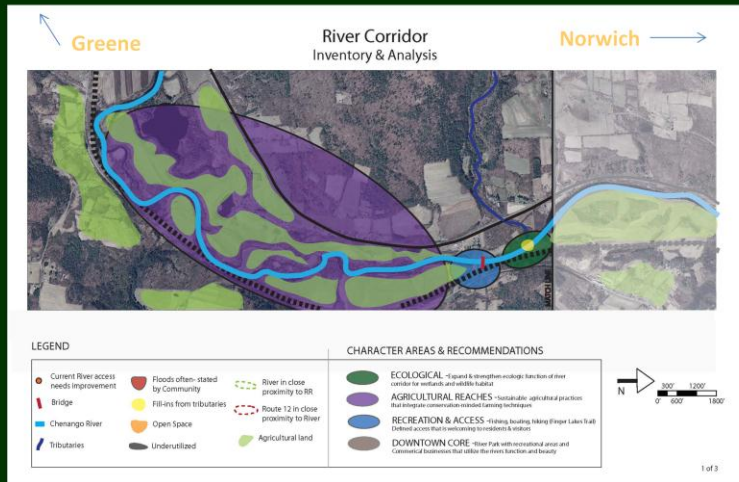 Greene
River Corridor
Inventory & Analysis
Norwich
LEGEND
Current River access
needs improvement
Bridge
Chenango River
Tributaries
Floods often- stated
by Community
Fill-ins from tributaries
Open Space
Underutilized
River in close
proximity to RR
Route 12 in close
proximity to River
Agricultural land
CHARACTER AREAS & RECOMMENDATIONS
ECOLOGICAL -Expand & strengthen ecologic function of river
corridor for wetlands and wildlife habitat
AGRICULTURAL REACHES -Sustainable agricultural practices
that integrate conservation-minded farming techniques
RECREATION & ACCESS -Fishing, boating, hiking (Finger Lakes Trail)
Defined access that is welcoming to residents & visitors
DOWNTOWN CORE -River Park with recreational areas and
Commerical businesses that utilize the rivers function and beauty
N
300' 1200'
0' 600' 1800'
1 of 3